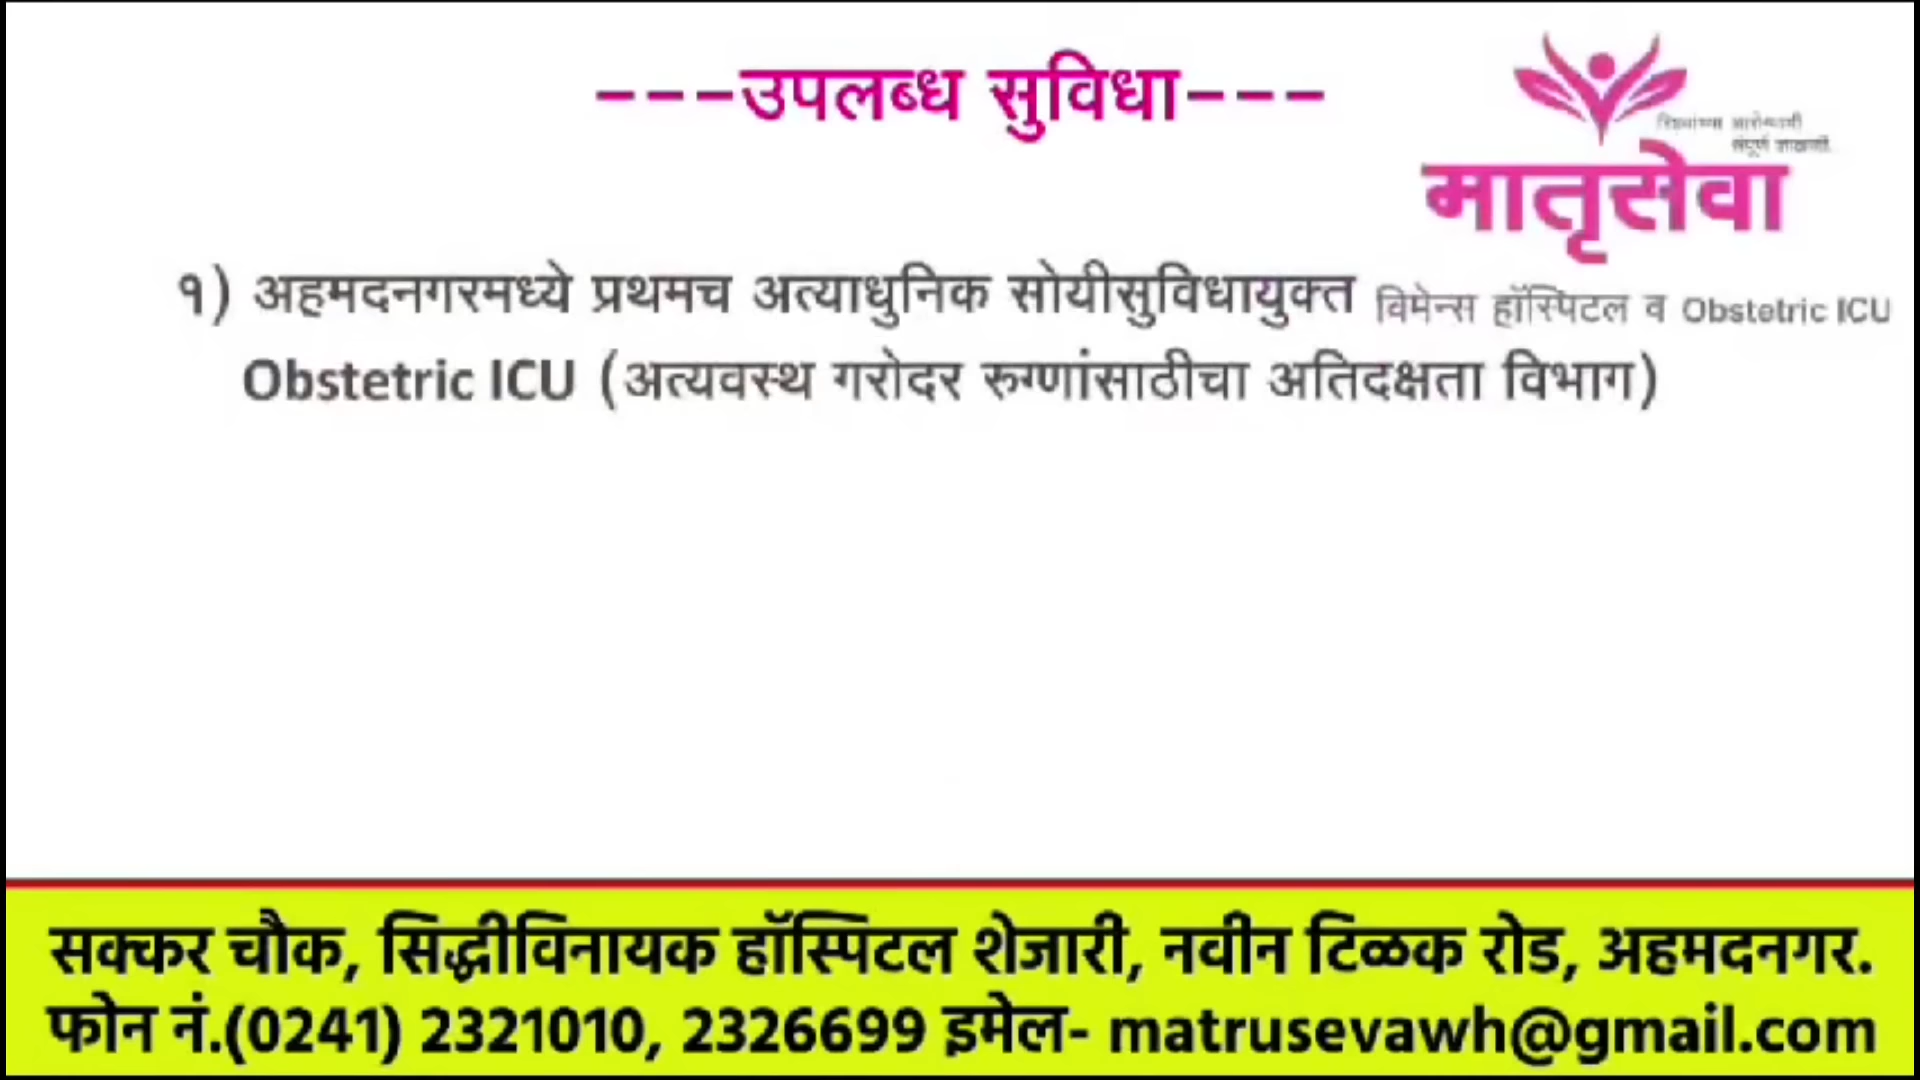 ---उपलब्ध सुविधा---
संपूर्ण
मातृसेवा
विमेन्स हॉस्पिटल व Obstetric ICU
१) अहमदनगरमध्ये प्रथमच अत्याधुनिक सोयीसुविधायुक्त
Obstetric ICU (अत्यवस्थ गरोदर रुग्णांसाठीचा अतिदक्षता विभाग)
सक्कर चौक, सिद्धीविनायक हॉस्पिटल शेजारी, नवीन टिळक रोड, अहमदनगर.
फोन नं.(0241) 2321010, 2326699 इमेल- matrusevawh@gmail.com